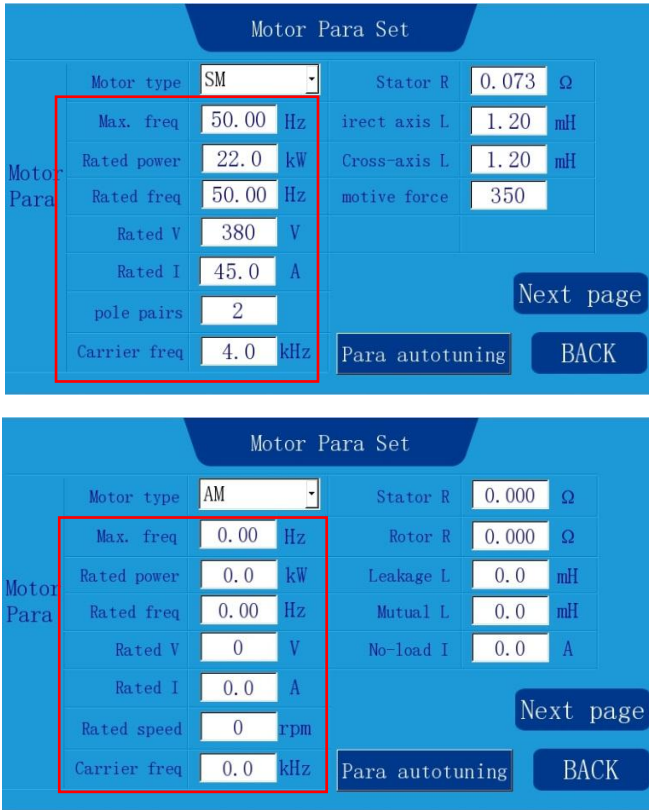 Motor Para Set
Motor type SM Stator R 0.073 Ω
Max. freq 50.00 Hz irect axis L 1.20 mH
Rated power 22.0 kW Cross-axis L 1.20 mH
Motor Para
Rated freq 50.00 Hz motive force 350
Rated V 380 V
Rated I 45.0 A
Next page
pole pairs 2
Carrier freq 4.0 kHz Para autotuning BACK
Motor Para Set
Motor type AM Stator R 0.000 Ω
Max. freq 0.00 Hz Rotor R 0.000 Ω
Rated power 0.0 kW Leakage L 0.0 mH
Motor Para
Rated freq 0.00 Hz Mutual L 0.0 mH
Rated V 0 V No-load I 0.0 A
Rated I 0.0 A
Next page
Rated speed 0 rpm
Carrier freq 0.0 kHz Para autotuning BACK